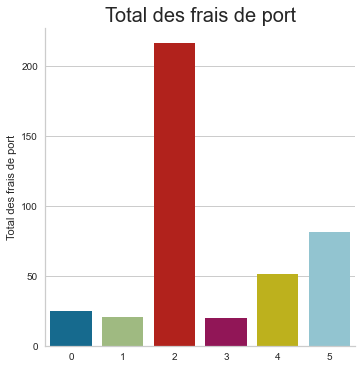 Total des frais de port
Total des frais de port
200
150
100
50
0
0 1 2 3 4 5